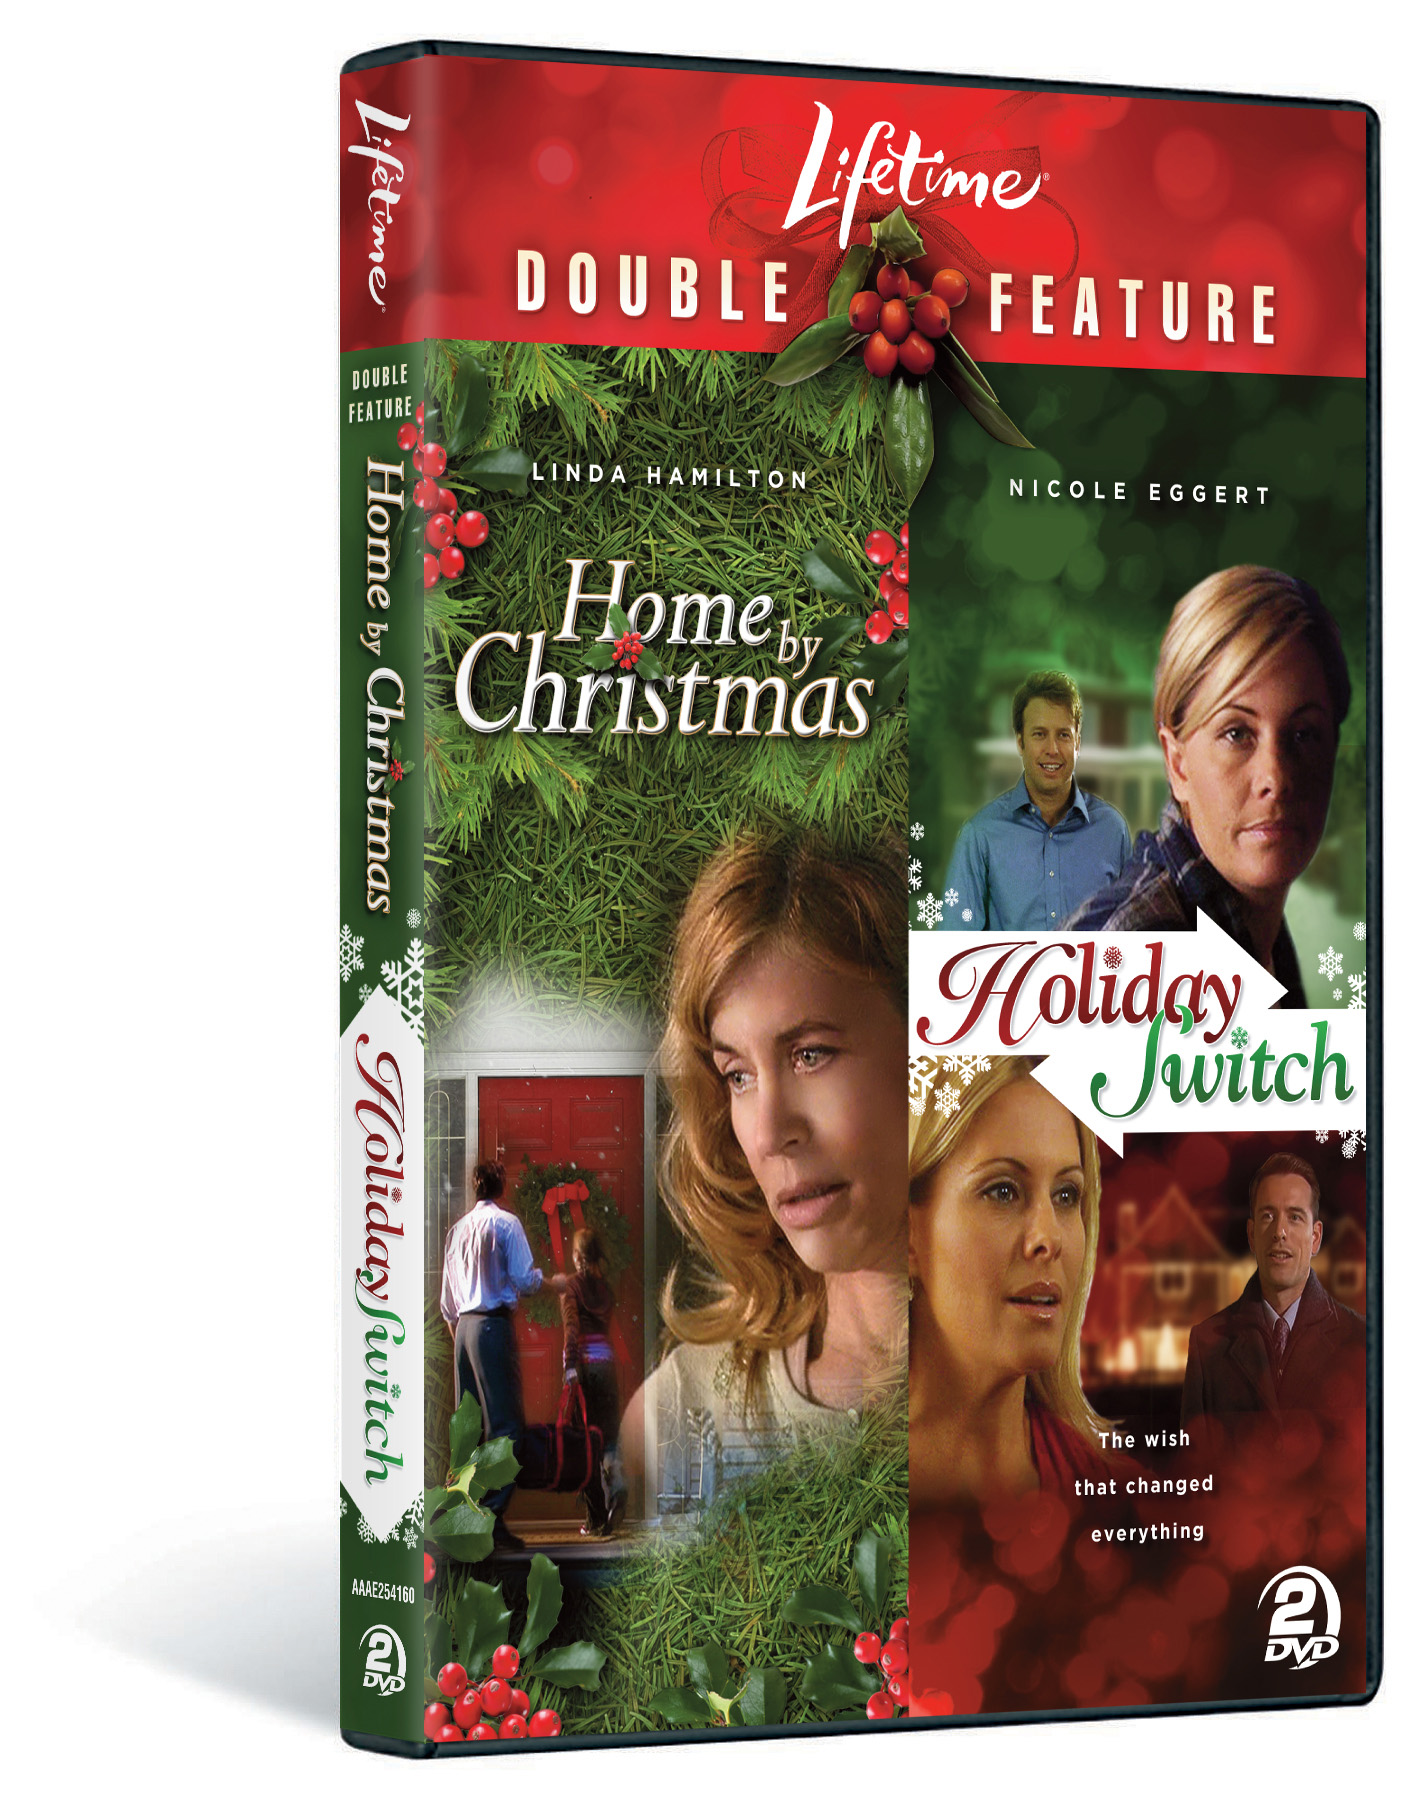 Lifetime®
DOUBLE
FEATURE
Home by Christmas
Holiday Switch
AAAE254160
2
DVD
Lifetime®
DOUBLE FEATURE
LINDA HAMILTON
Home by
Christmas
NICOLE EGGERT
Holiday
Switch
The wish
that changed
everything
2
DVD